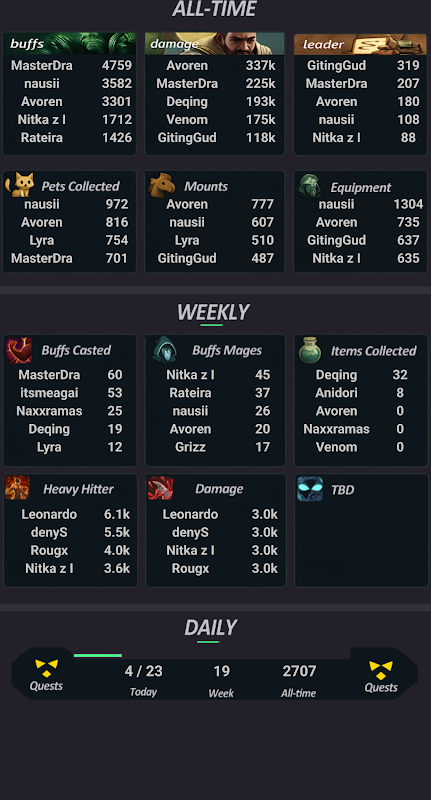 ALL-TIME
buffs
MasterDra 4759
nausii 3582
Avoren 3301
Nitka z l 1712
Rateira 1426
damage
Avoren 337k
MasterDra 225k
Deqing 193k
Venom 175k
GitingGud 118k
leader
GitingGud 319
MasterDra 207
Avoren 180
nausii 108
Nitka z l 88
Pets Collected
nausii 972
Avoren 816
Lyra 754
MasterDra 701
Mounts
Avoren 777
nausii 607
Lyra 510
GitingGud 487
Equipment
nausii 1304
Avoren 735
GitingGud 637
Nitka z l 635
WEEKLY
Buffs Casted
MasterDra 60
itsmeagai 53
Naxxramas 25
Deqing 19
Lyra 12
Buffs Mages
Nitka z l 45
Rateira 37
nausii 26
Avoren 20
Grizz 17
Items Collected
Deqing 32
Anidori 8
Avoren 0
Naxxramas 0
Venom 0
Heavy Hitter
Leonardo 6.1k
denyS 5.5k
Rougx 4.0k
Nitka z l 3.6k
Damage
Leonardo 3.0k
denyS 3.0k
Nitka z l 3.0k
Rougx 3.0k
TBD
DAILY
Quests
4 / 23
Today
19
Week
2707
All-time
Quests